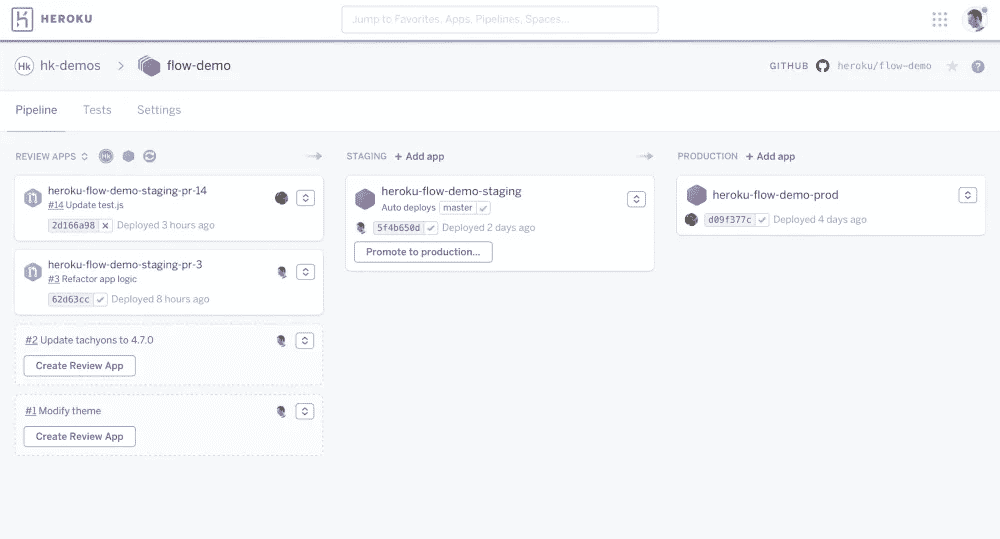 HEROKU
Jump to Favorites, Apps, Pipelines, Spaces...
Hk hk-demos > flow-demo
GITHUB heroku/flow-demo ?
Pipeline Tests Settings
REVIEW APPS Hk
heroku-flow-demo-staging-pr-14
#14 Update test.js
2d166a98 Deployed 3 hours ago
heroku-flow-demo-staging-pr-3
#3 Refactor app logic
62d63cc Deployed 8 hours ago
#2 Update tachyons to 4.7.0
Create Review App
#1 Modify theme
Create Review App
STAGING + Add app
heroku-flow-demo-staging
Auto deploys master
5f4b650d Deployed 2 days ago
Promote to production...
PRODUCTION + Add app
heroku-flow-demo-prod
d09f377c Deployed 4 days ago